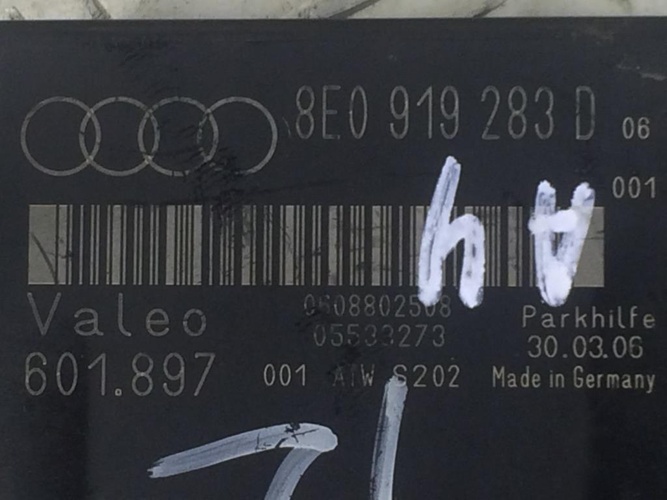 8E0 919 283 D 06
001
Valeo 0608802508 Parkhilfe
05533273 30.03.06
601.897 001 ATW S202 Made in Germany